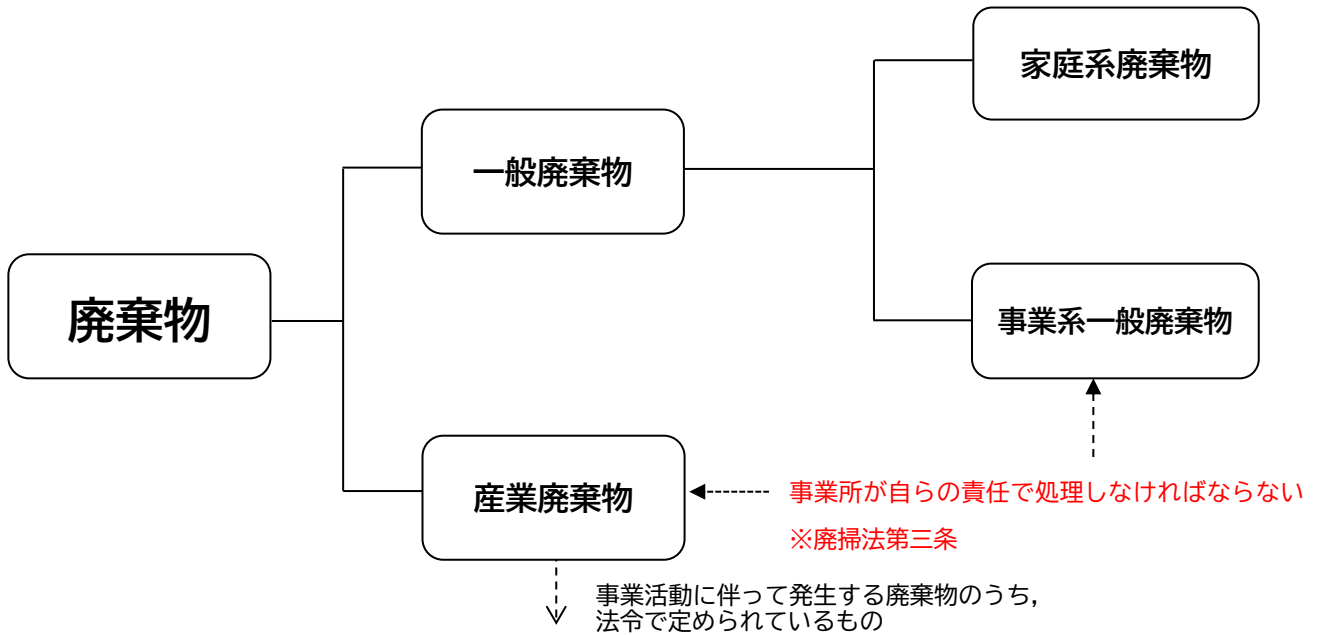 家庭系廃棄物
一般廃棄物
廃棄物
事業系一般廃棄物
産業廃棄物
事業所が自らの責任で処理しなければならない
※廃掃法第三条
事業活動に伴って発生する廃棄物のうち,
法令で定められているもの